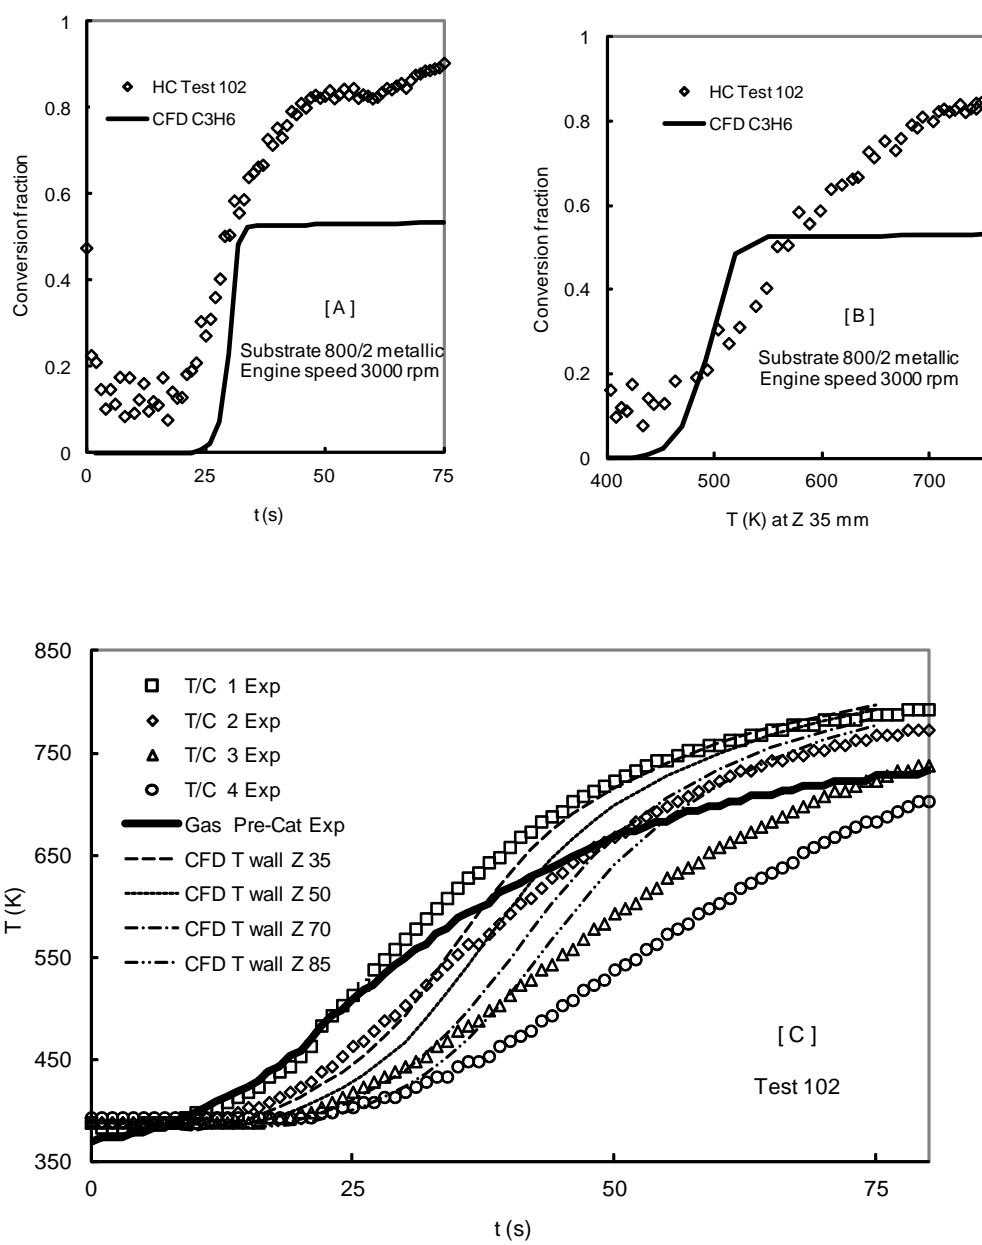 1
0.8
0.6
0.4
0.2
0
Conversion fraction
HC Test 102
CFD C3H6
[ A ]
Substrate 800/2 metallic
Engine speed 3000 rpm
0
25
50
75
t (s)
1
0.8
0.6
0.4
0.2
0
Conversion fraction
HC Test 102
CFD C3H6
[ B ]
Substrate 800/2 metallic
Engine speed 3000 rpm
400
500
600
700
T (K) at Z 35 mm
850
750
650
550
450
350
T (K)
T/C 1 Exp
T/C 2 Exp
T/C 3 Exp
T/C 4 Exp
Gas Pre-Cat Exp
CFD T wall Z 35
CFD T wall Z 50
CFD T wall Z 70
CFD T wall Z 85
[ C ]
Test 102
0
25
50
75
t (s)